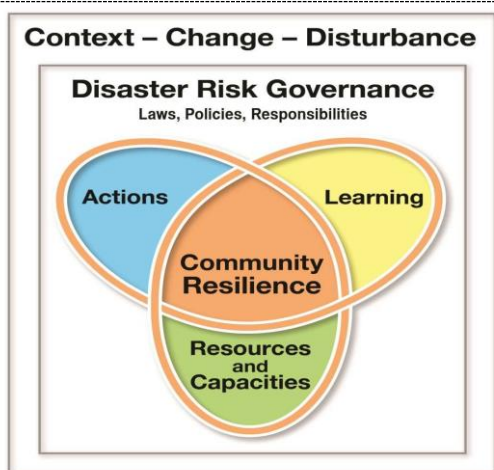 Context – Change – Disturbance
Disaster Risk Governance
Laws, Policies, Responsibilities
Actions
Learning
Community
Resilience
Resources
and
Capacities